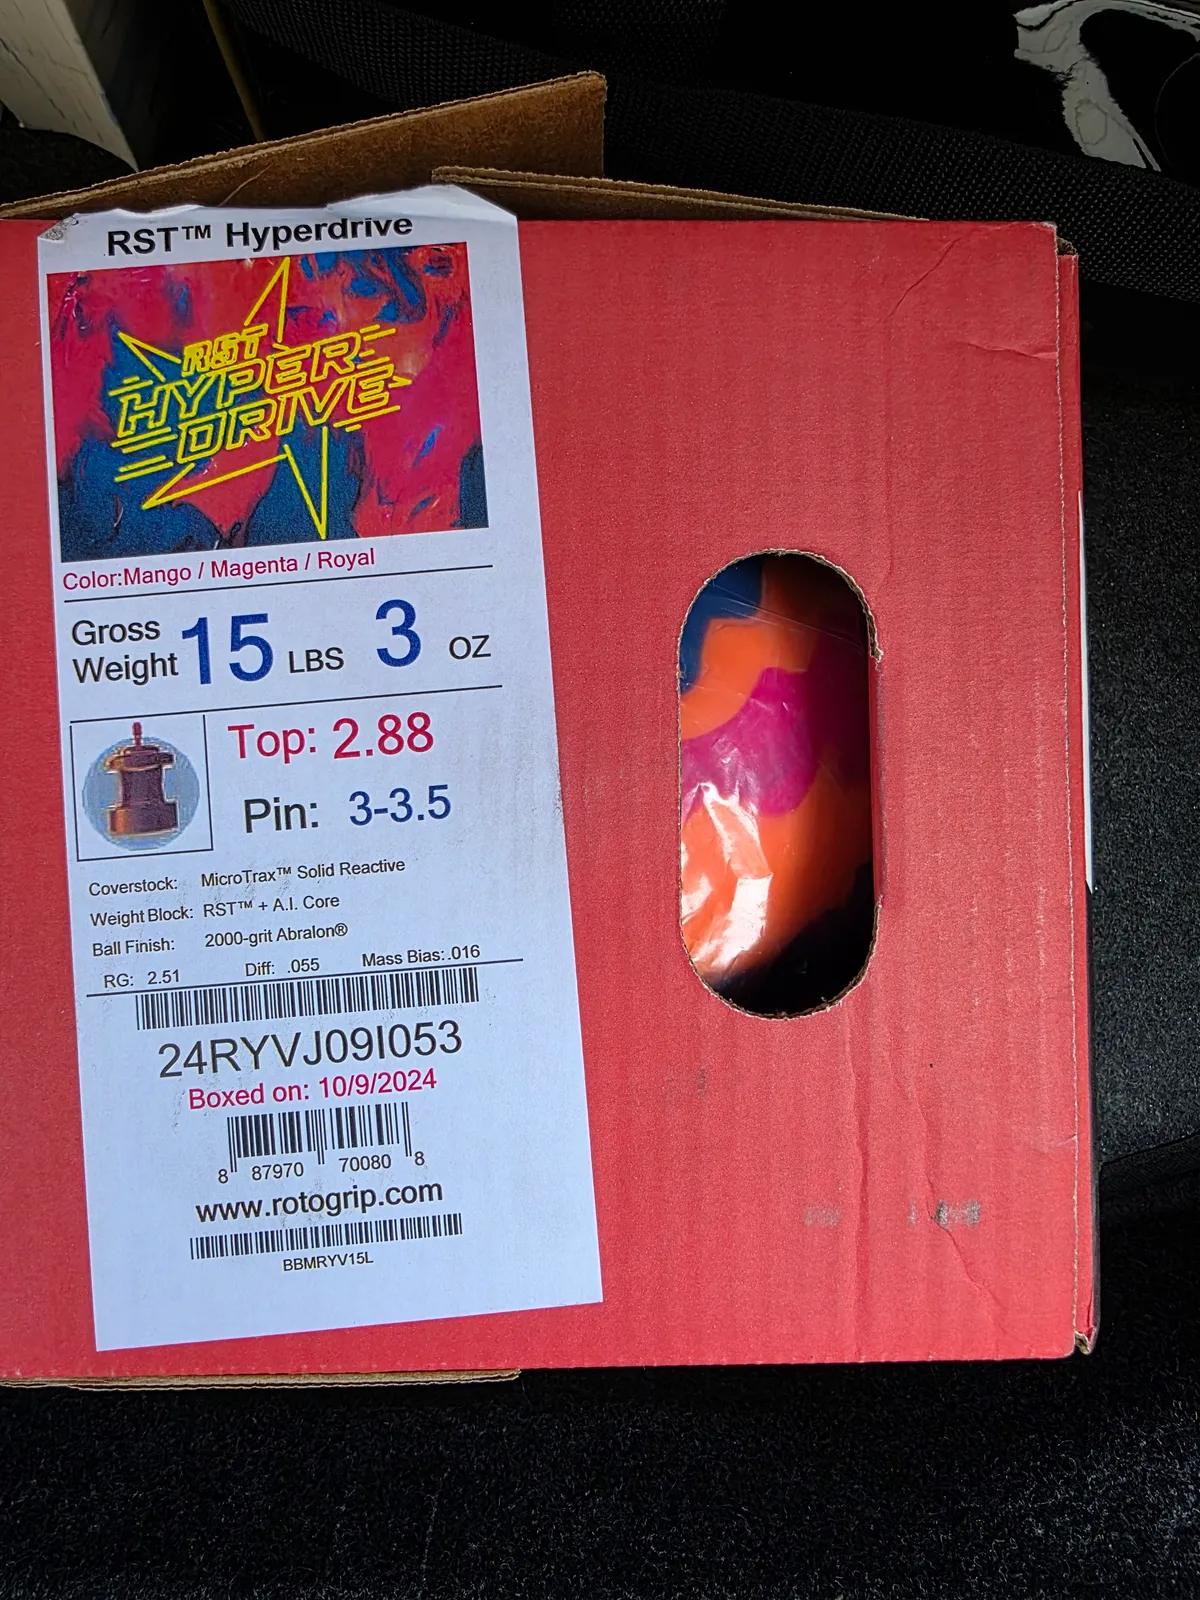 RST™ Hyperdrive
RST
HYPER
DRIVE
Color:Mango / Magenta / Royal
Gross Weight 15 LBS 3 OZ
Top: 2.88
Pin: 3-3.5
Coverstock: MicroTrax™ Solid Reactive
Weight Block: RST™ + A.I. Core
Ball Finish: 2000-grit Abralon®
RG: 2.51 Diff: .055 Mass Bias: .016
24RYVJ09I053
Boxed on: 10/9/2024
8 87970 70080 8
www.rotogrip.com
BBMRYV15L